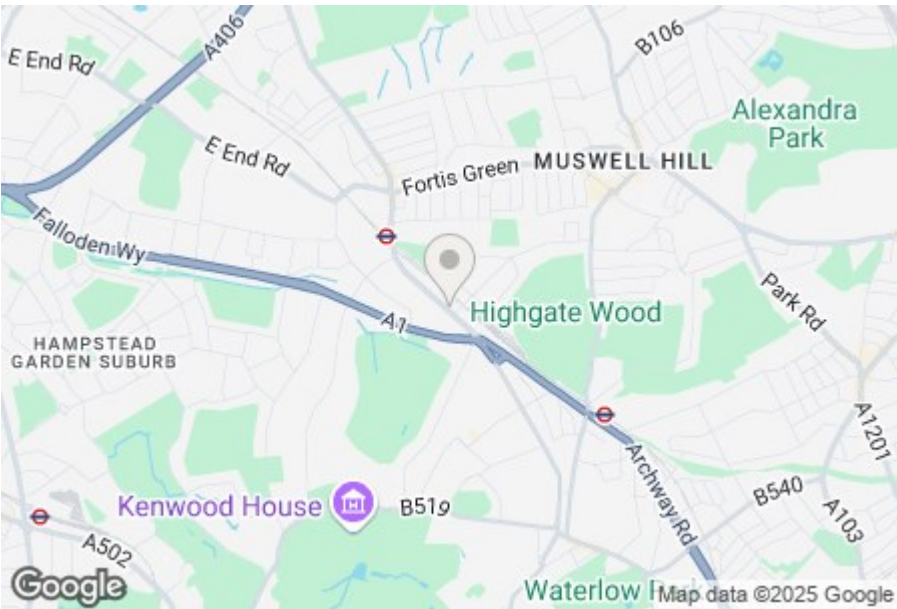 A406
E End Rd
B106
Alexandra
Park
E End Rd
Fortis Green
MUSWELL HILL
Falloden Wy
A1
Highgate Wood
Park Rd
HAMPSTEAD
GARDEN SUBURB
A1201
Archway Rd
Kenwood House
B519
B540
A103
A502
Google
Waterlow Park
Map data ©2025 Google